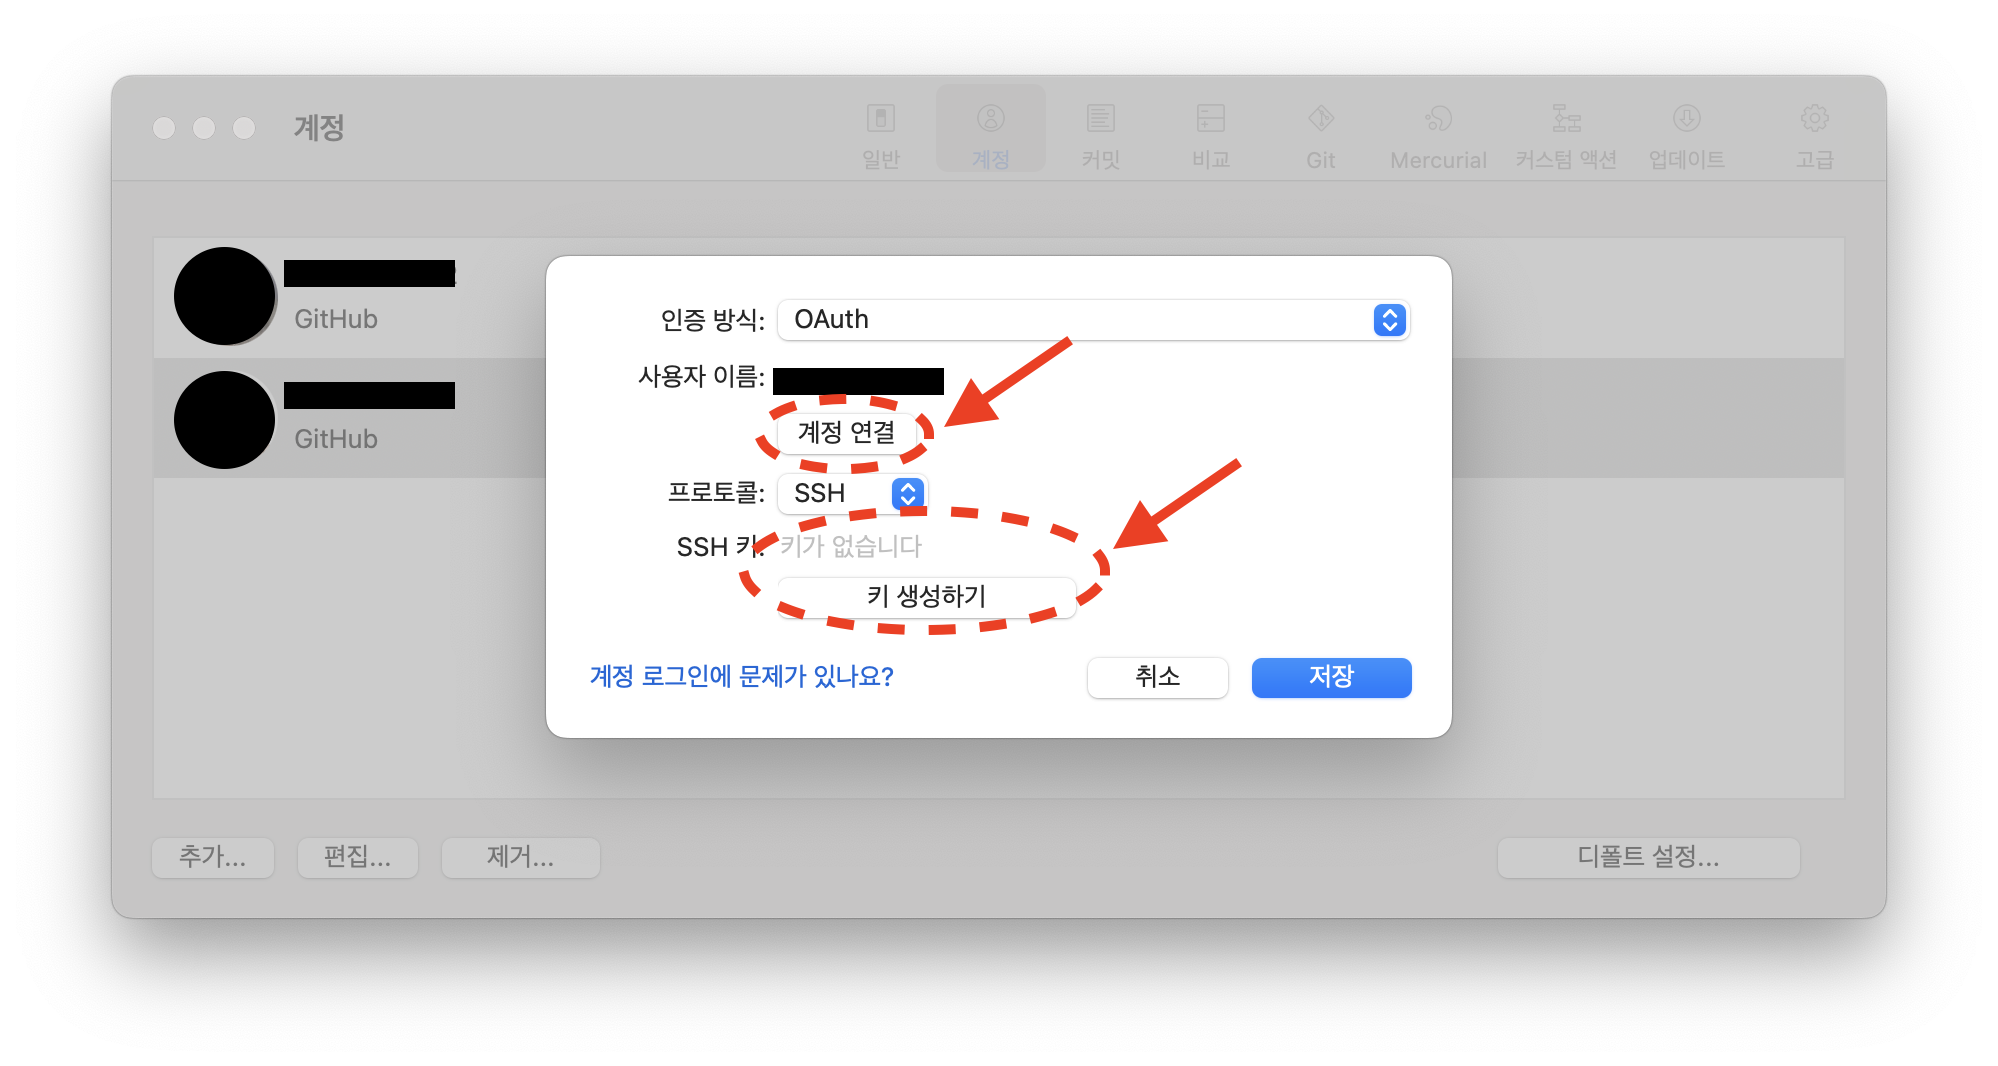 계정
일반
계정
커밋
비교
Git
Mercurial
커스텀 액션
업데이트
고급
GitHub
GitHub
인증 방식: OAuth
사용자 이름:
계정 연결
프로토콜: SSH
SSH 키: 키가 없습니다
키 생성하기
계정 로그인에 문제가 있나요?
취소
저장
추가...
편집...
제거...
디폴트 설정...